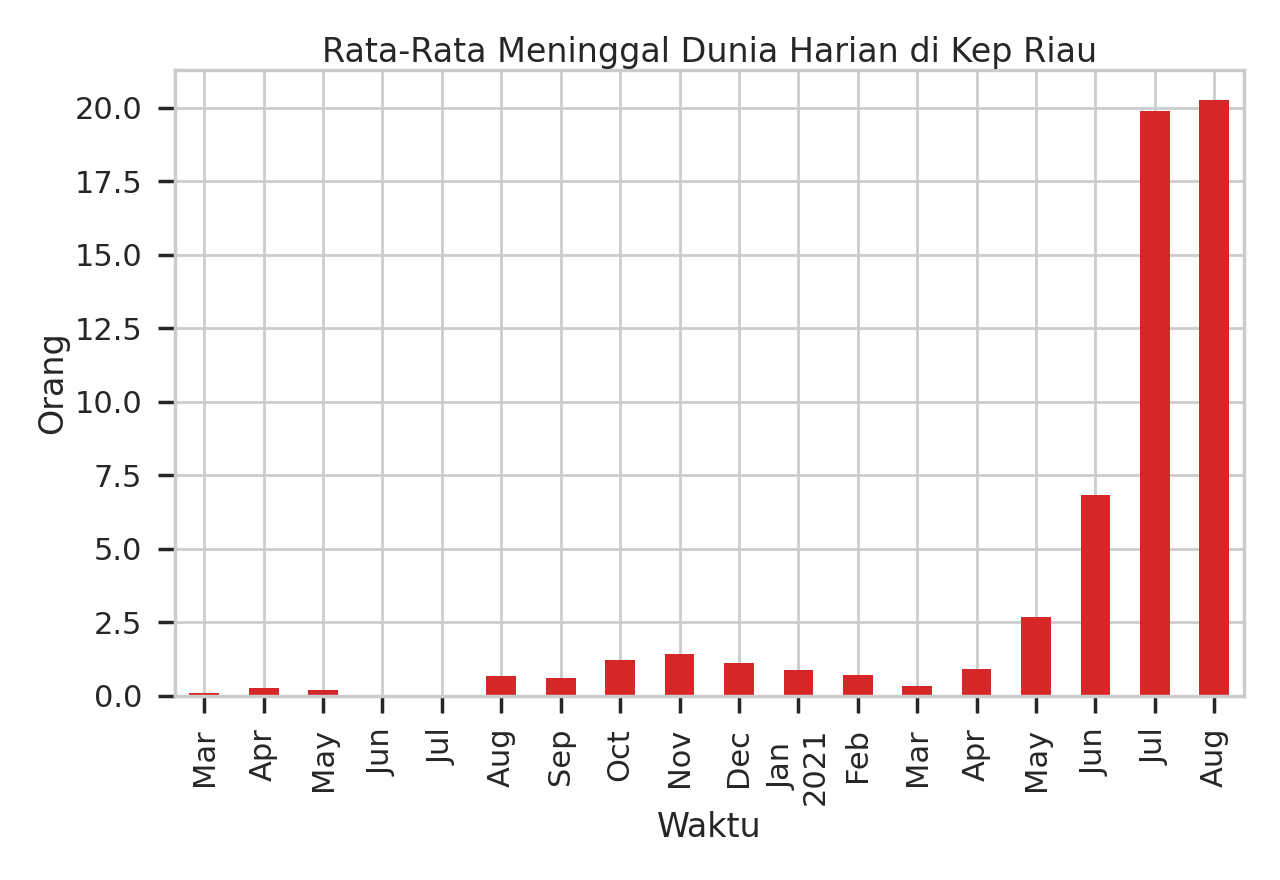 Rata-Rata Meninggal Dunia Harian di Kep Riau
Orang
20.0
17.5
15.0
12.5
10.0
7.5
5.0
2.5
0.0
Mar
Apr
May
Jun
Jul
Aug
Sep
Oct
Nov
Dec
Jan
2021
Feb
Mar
Apr
May
Jun
Jul
Aug
Waktu